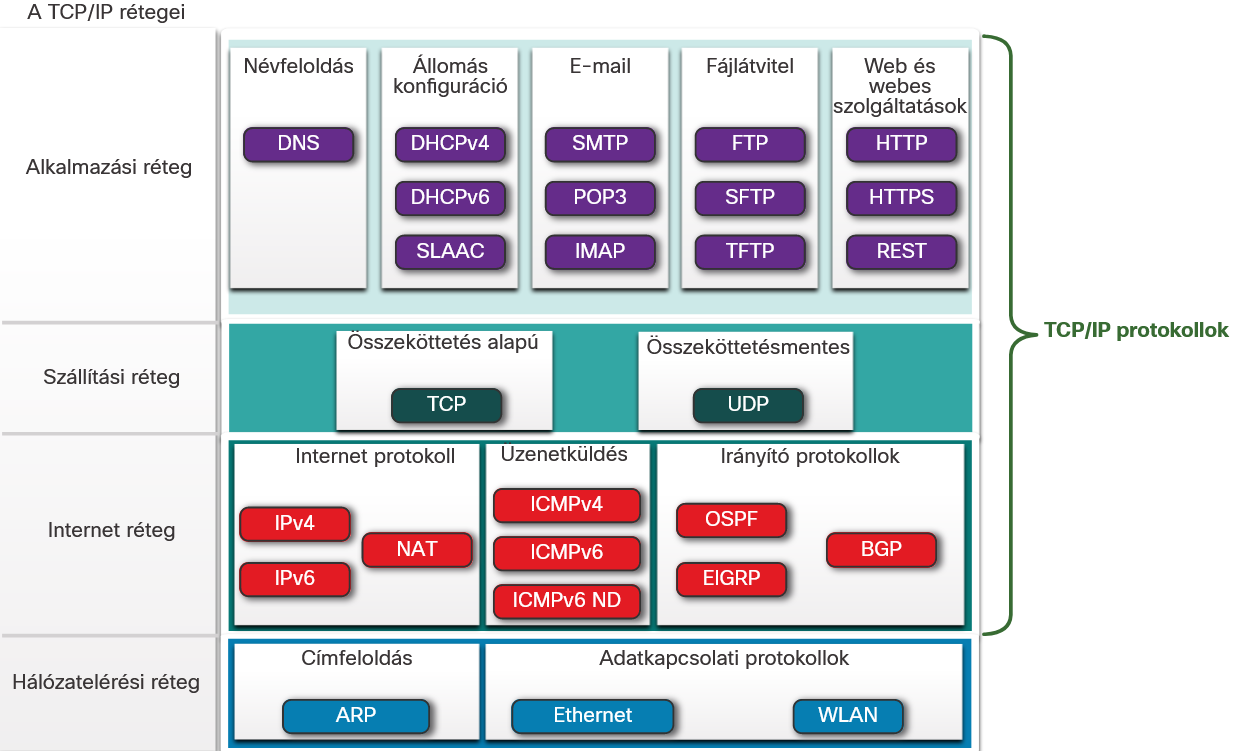 A TCP/IP rétegei
Alkalmazási réteg
Névfeloldás
DNS
Állomás
konfiguráció
DHCPv4
DHCPv6
SLAAC
E-mail
SMTP
POP3
IMAP
Fájlátvitel
FTP
SFTP
TFTP
Web és
webes
szolgáltatások
HTTP
HTTPS
REST
TCP/IP protokollok
Szállítási réteg
Összeköttetés alapú
TCP
Összeköttetésmentes
UDP
Internet réteg
Internet protokoll
IPv4
IPv6
NAT
Üzenetküldés
ICMPv4
ICMPv6
ICMPv6 ND
Irányító protokollok
OSPF
EIGRP
BGP
Hálózatelérési réteg
Címfeloldás
ARP
Adatkapcsolati protokollok
Ethernet
WLAN